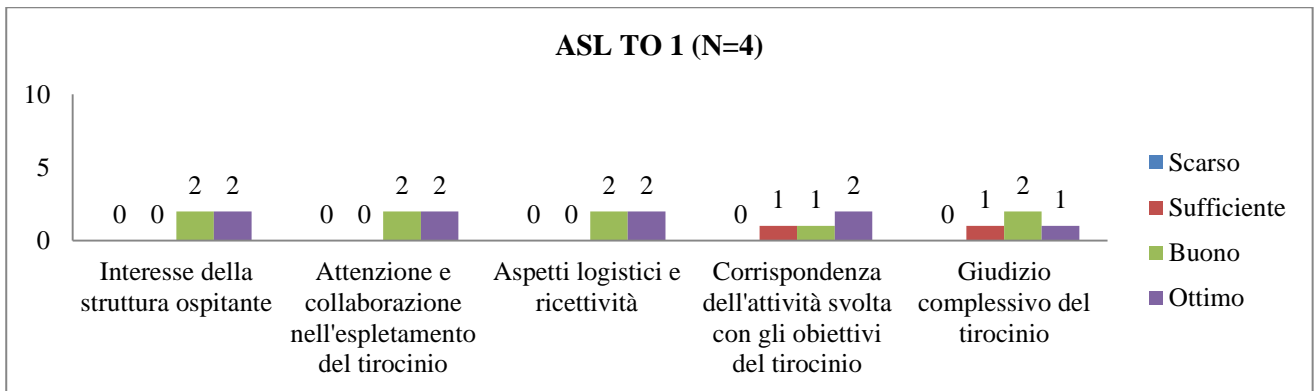 ASL TO 1 (N=4)
10
5
0
0 0 2 2
0 0 2 2
0 0 2 2
0 1 1 2
0 1 2 1
Interesse della
struttura ospitante
Attenzione e
collaborazione
nell'espletamento
del tirocinio
Aspetti logistici e
ricettività
Corrispondenza
dell'attività svolta
con gli obiettivi
del tirocinio
Giudizio
complessivo del
tirocinio
Scarso
Sufficiente
Buono
Ottimo